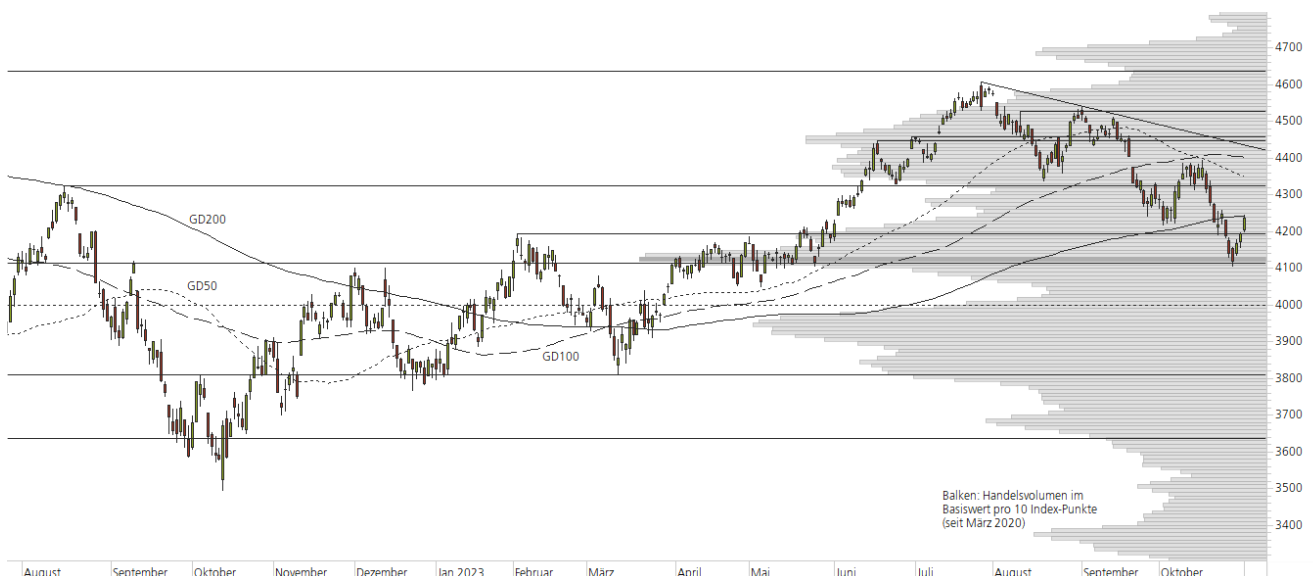 4700
4600
4500
4400
4300
4200
4100
4000
3900
3800
3700
3600
3500
3400
GD200
GD50
GD100
Balken: Handelsvolumen im
Basiswert pro 10 Index-Punkte
(seit März 2020)
August September Oktober November Dezember Jan 2023 Februar März April Mai Juni Juli August September Oktober